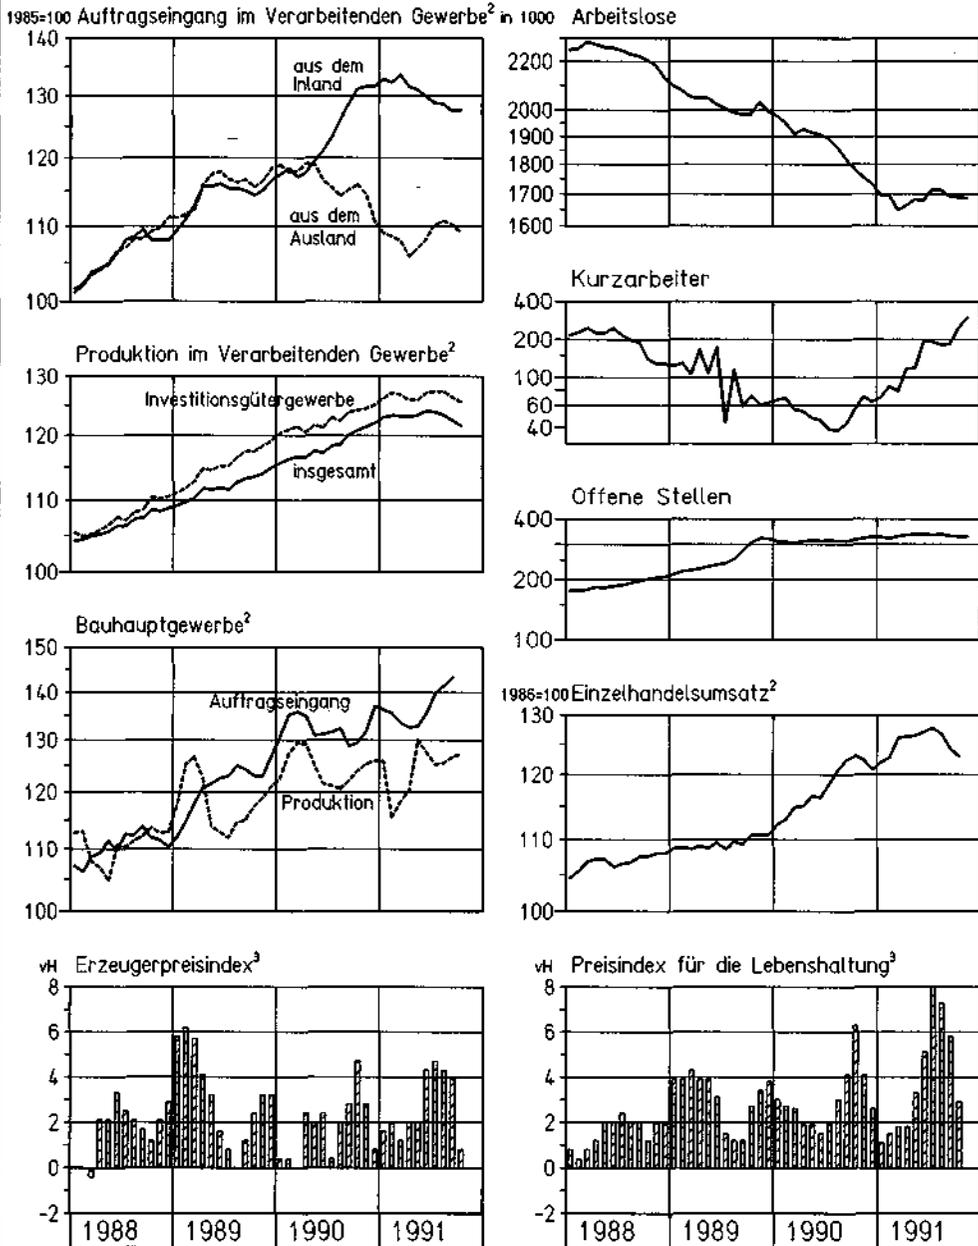 1985=100 Auftragseingang im Verarbeitenden Gewerbe²
140
130
120
110
100
aus dem
Inland
aus dem
Ausland
Produktion im Verarbeitenden Gewerbe²
130
120
110
100
Investitionsgütergewerbe
insgesamt
Bauhauptgewerbe²
150
140
130
120
110
100
Auftragseingang
Produktion
vH Erzeugerpreisindex³
8
6
4
2
0
-2
1988 1989 1990 1991
in 1000 Arbeitslose
2200
2000
1900
1800
1700
1600
Kurzarbeiter
400
200
100
60
40
Offene Stellen
400
200
100
1986=100 Einzelhandelsumsatz²
130
120
110
100
vH Preisindex für die Lebenshaltung³
8
6
4
2
0
-2
1988 1989 1990 1991